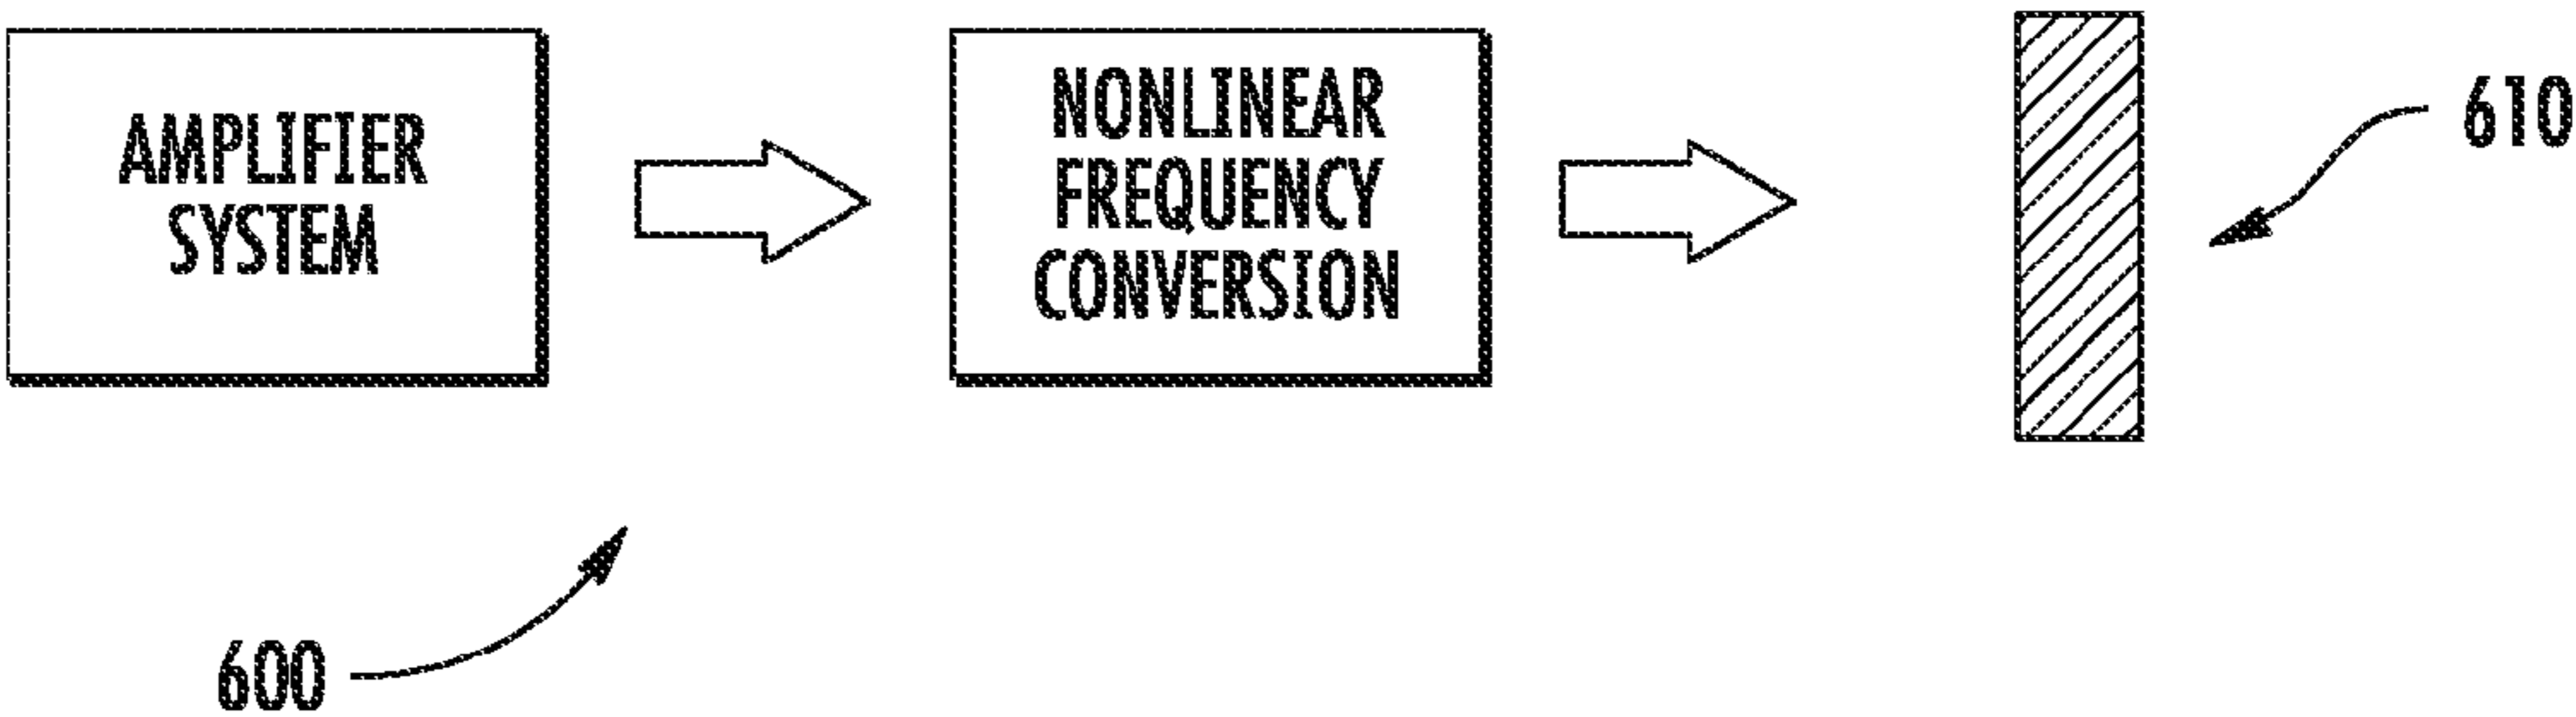 AMPLIFIER
SYSTEM
NONLINEAR
FREQUENCY
CONVERSION
610
600